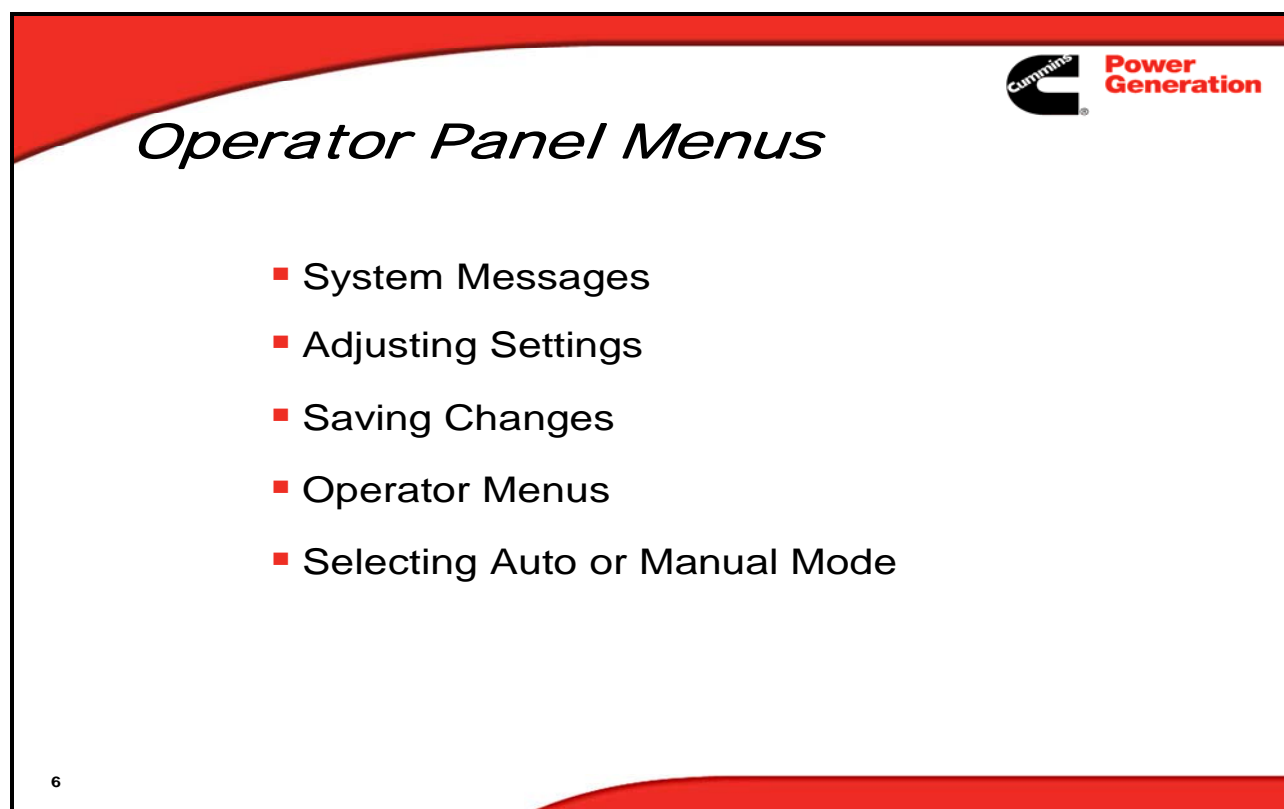 Cummins
Power
Generation
®
Operator Panel Menus
System Messages
Adjusting Settings
Saving Changes
Operator Menus
Selecting Auto or Manual Mode
6